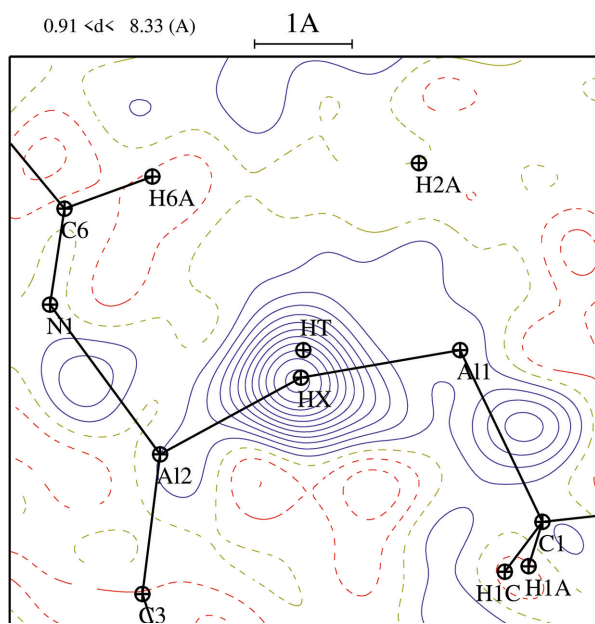 0.91 <d< 8.33 (A)
1A
H6A
H2A
C6
N1
HT
Al1
HX
Al2
C1
H1C
H1A
C3